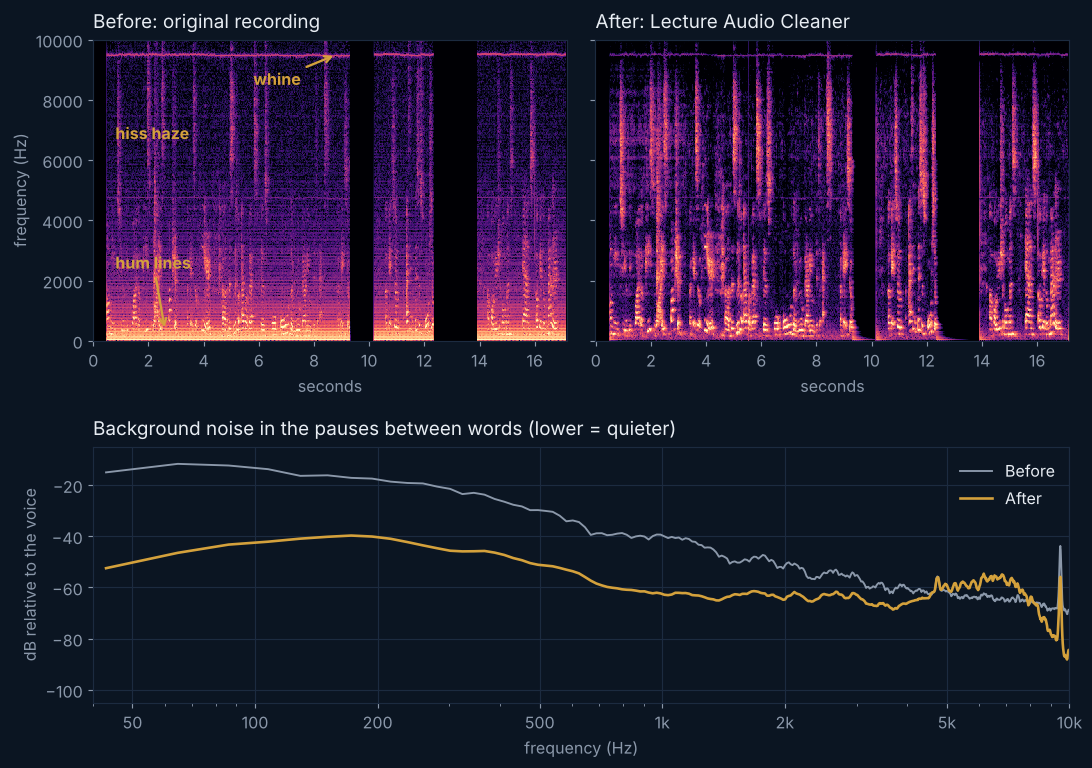 Before: original recording
After: Lecture Audio Cleaner
10000
8000
6000
4000
2000
0
frequency (Hz)
whine
hiss haze
hum lines
0 2 4 6 8 10 12 14 16
seconds
0 2 4 6 8 10 12 14 16
seconds
Background noise in the pauses between words (lower = quieter)
−20
−40
−60
−80
−100
dB relative to the voice
Before
After
50 100 200 500 1k 2k 5k 10k
frequency (Hz)